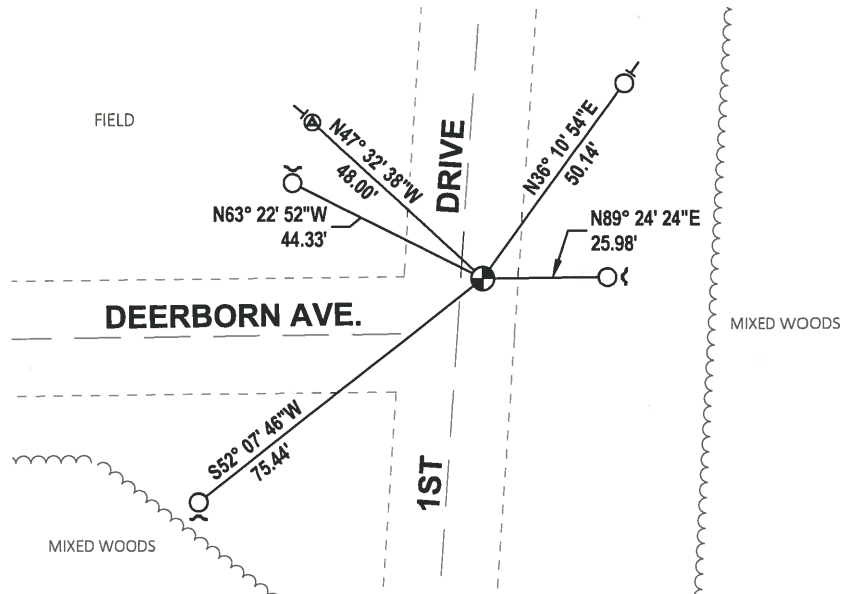 FIELD
DRIVE
N47° 32' 38"W
48.00'
N36° 10' 54"E
50.14'
N63° 22' 52"W
44.33'
N89° 24' 24"E
25.98'
DEERBORN AVE.
MIXED WOODS
S52° 07' 46"W
75.44'
1ST
MIXED WOODS